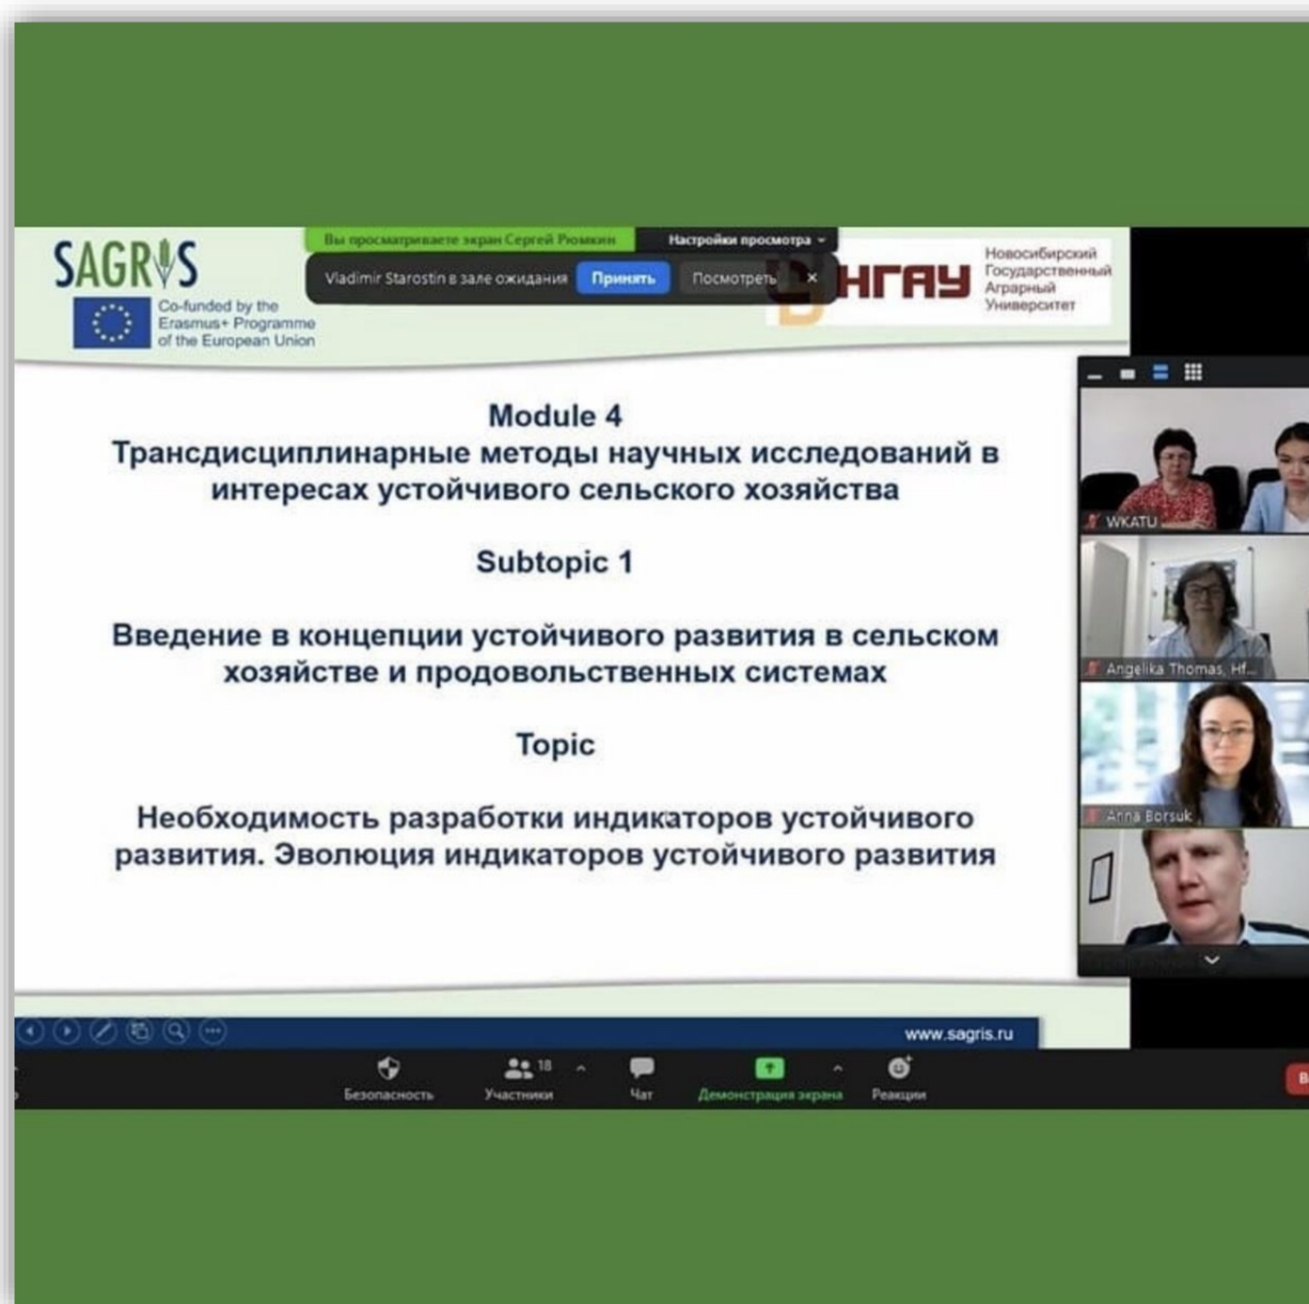 SAGRIS
Co-funded by the
Erasmus+ Programme
of the European Union
Вы просматриваете экран Сергей Рюмкин
Настройки просмотра
Vladimir Starostin в зале ожидания
Принять
Посмотреть
НГАУ
Новосибирский
Государственный
Аграрный
Университет
Module 4
Трансдисциплинарные методы научных исследований в
интересах устойчивого сельского хозяйства
Subtopic 1
Введение в концепции устойчивого развития в сельском
хозяйстве и продовольственных системах
Topic
Необходимость разработки индикаторов устойчивого
развития. Эволюция индикаторов устойчивого развития
WKATU
Angelika Thomas, Hf...
Anna Borsuk
www.sagris.ru
Безопасность
Участники
18
Чат
Демонстрация экрана
Реакции